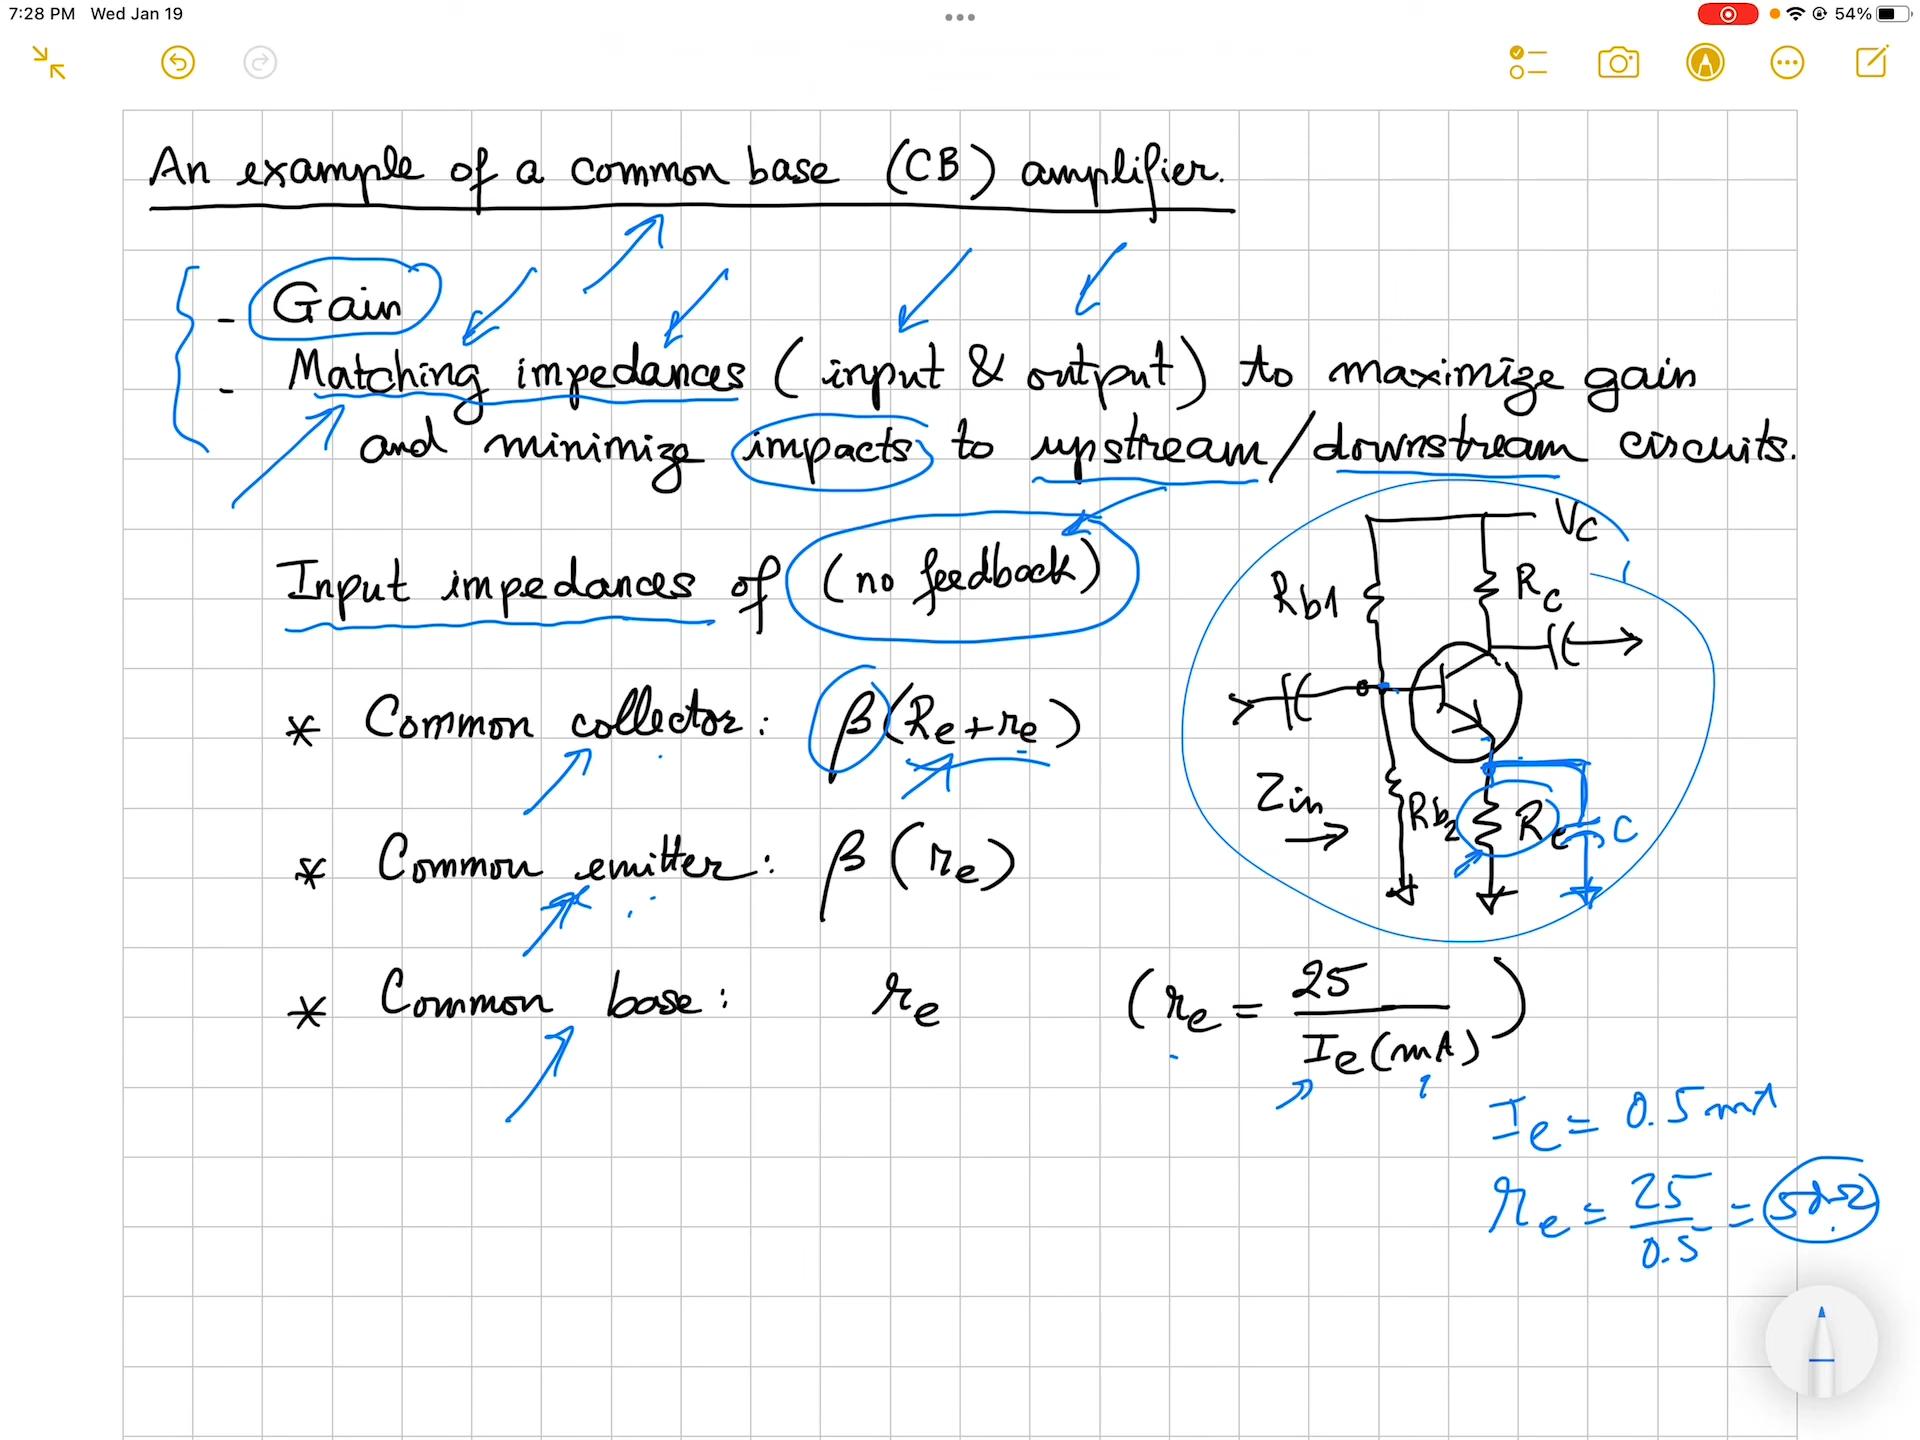 7:28 PM Wed Jan 19
54%
An example of a common base (CB) amplifier.
- Gain
- Matching impedances (input & output) to maximize gain
and minimize impacts to upstream/downstream circuits.
Input impedances of (no feedback)
* Common collector: β(Re+re)
* Common emitter: β(re)
* Common base: re (re = 25 / Ie(mA))
Vc
Rb1
Rc
Zin
Rb2
Re
C
Ie = 0.5mA
re = 25 / 0.5 = 50Ω